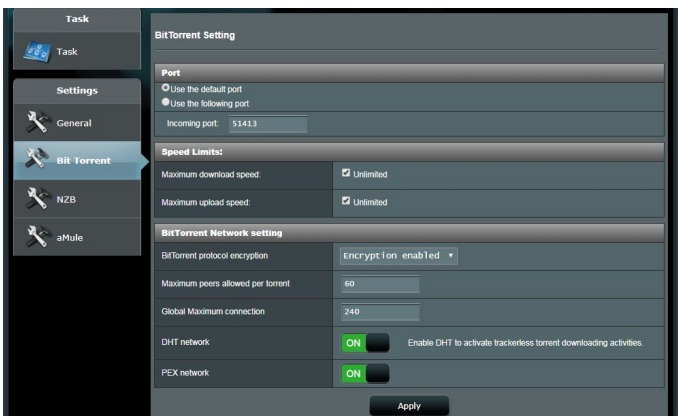 Task
Task
Settings
General
Bit Torrent
NZB
aMule
BitTorrent Setting
Port
Use the default port
Use the following port
Incoming port: 51413
Speed Limits:
Maximum download speed: Unlimited
Maximum upload speed: Unlimited
BitTorrent Network setting
BitTorrent protocol encryption Encryption enabled
Maximum peers allowed per torrent 60
Global Maximum connection 240
DHT network ON Enable DHT to activate trackerless torrent downloading activities.
PEX network ON
Apply